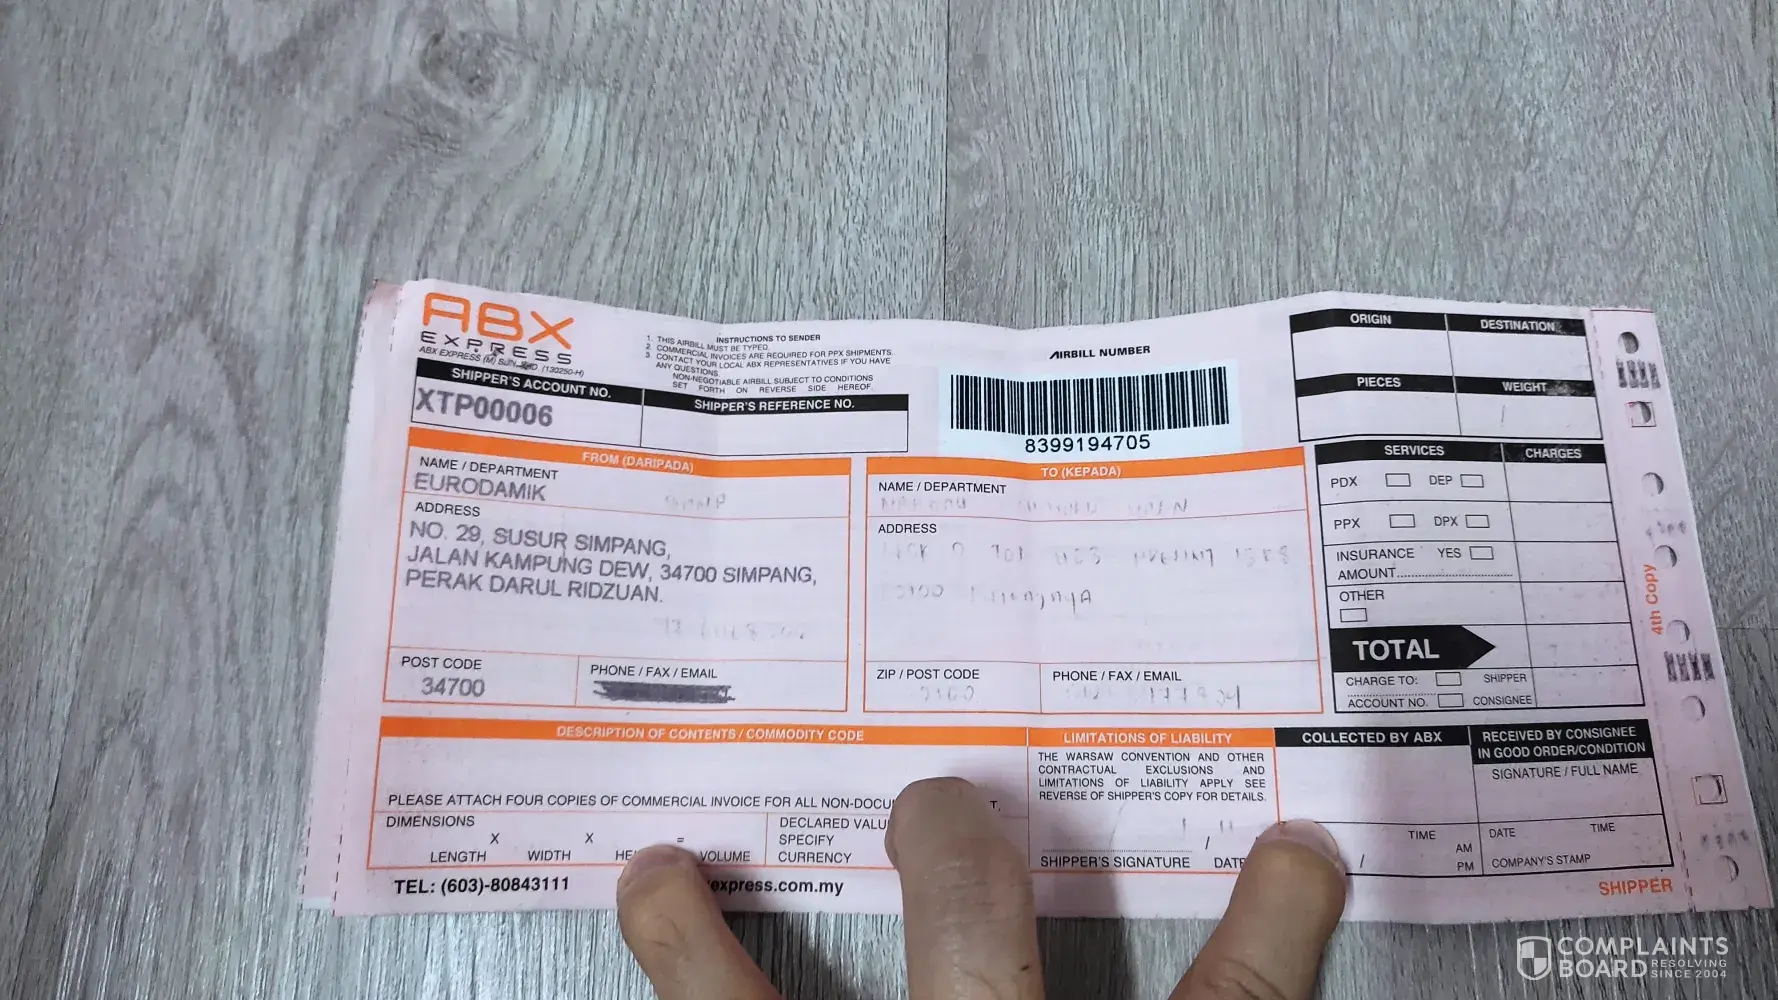 ABX
EXPRESS
ABX EXPRESS (M) SDN. BHD (130250-H)
INSTRUCTIONS TO SENDER
1. THIS AIRBILL MUST BE TYPED.
2. COMMERCIAL INVOICES ARE REQUIRED FOR PPX SHIPMENTS.
3. CONTACT YOUR LOCAL ABX REPRESENTATIVES IF YOU HAVE
ANY QUESTIONS.
NON-NEGOTIABLE AIRBILL SUBJECT TO CONDITIONS
SET FORTH ON REVERSE SIDE HEREOF.
SHIPPER'S ACCOUNT NO.
XTP00006
SHIPPER'S REFERENCE NO.
AIRBILL NUMBER
8399194705
ORIGIN
DESTINATION
PIECES
WEIGHT
FROM (DARIPADA)
NAME / DEPARTMENT
EURODAMIK
ADDRESS
NO. 29, SUSUR SIMPANG,
JALAN KAMPUNG DEW, 34700 SIMPANG,
PERAK DARUL RIDZUAN.
POST CODE
34700
PHONE / FAX / EMAIL
TO (KEPADA)
NAME / DEPARTMENT
ADDRESS
ZIP / POST CODE
PHONE / FAX / EMAIL
SERVICES
CHARGES
PDX
DEP
PPX
DPX
INSURANCE YES
AMOUNT
OTHER
TOTAL
CHARGE TO: SHIPPER
ACCOUNT NO. CONSIGNEE
DESCRIPTION OF CONTENTS / COMMODITY CODE
PLEASE ATTACH FOUR COPIES OF COMMERCIAL INVOICE FOR ALL
DIMENSIONS
X X =
LENGTH WIDTH VOLUME
DECLARED
SPECIFY
CURRENCY
LIMITATIONS OF LIABILITY
THE WARSAW CONVENTION AND OTHER
CONTRACTUAL EXCLUSIONS AND
LIMITATIONS OF LIABILITY APPLY SEE
REVERSE OF SHIPPER'S COPY FOR DETAILS.
/
SHIPPER'S SIGNATURE
COLLECTED BY ABX
/
TIME
AM
PM
RECEIVED BY CONSIGNEE
IN GOOD ORDER/CONDITION
SIGNATURE / FULL NAME
DATE TIME
COMPANY'S STAMP
TEL: (603)-80843111
express.com.my
SHIPPER
4th Copy
COMPLAINTS
BOARD
RESOLVING
SINCE 2004